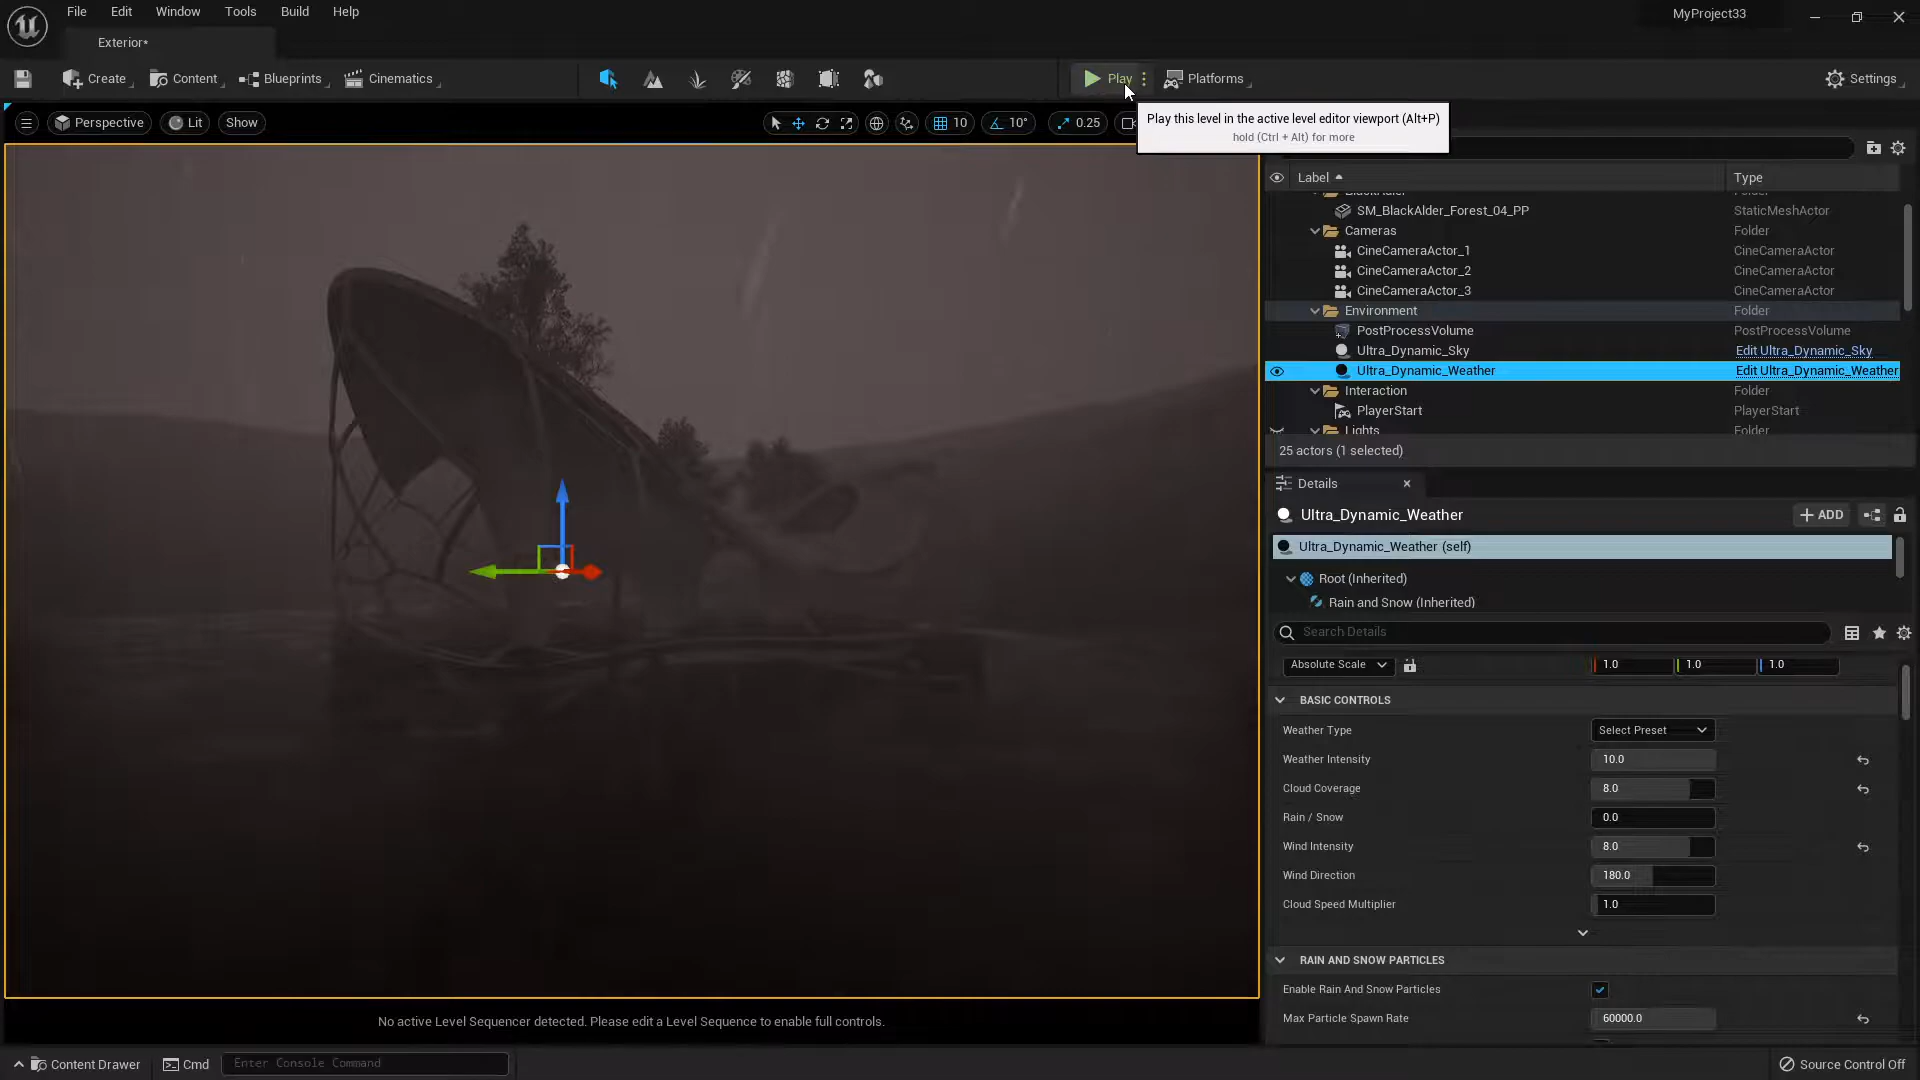 File Edit Window Tools Build Help
MyProject33
Exterior*
Create Content Blueprints Cinematics
Play Platforms
Settings
Perspective Lit Show
10 10° 0.25
Play this level in the active level editor viewport (Alt+P)
hold (Ctrl + Alt) for more
Label Type
Folder
SM_BlackAlder_Forest_04_PP StaticMeshActor
Cameras Folder
CineCameraActor_1 CineCameraActor
CineCameraActor_2 CineCameraActor
CineCameraActor_3 CineCameraActor
Environment Folder
PostProcessVolume PostProcessVolume
Ultra_Dynamic_Sky Edit Ultra_Dynamic_Sky
Ultra_Dynamic_Weather Edit Ultra_Dynamic_Weather
Interaction Folder
PlayerStart PlayerStart
Lights Folder
25 actors (1 selected)
Details
Ultra_Dynamic_Weather
ADD
Ultra_Dynamic_Weather (self)
Root (Inherited)
Rain and Snow (Inherited)
Search Details
Absolute Scale 1.0 1.0 1.0
BASIC CONTROLS
Weather Type Select Preset
Weather Intensity 10.0
Cloud Coverage 8.0
Rain / Snow 0.0
Wind Intensity 8.0
Wind Direction 180.0
Cloud Speed Multiplier 1.0
RAIN AND SNOW PARTICLES
Enable Rain And Snow Particles
Max Particle Spawn Rate 60000.0
No active Level Sequencer detected. Please edit a Level Sequence to enable full controls.
Content Drawer Cmd Enter Console Command
Source Control Off